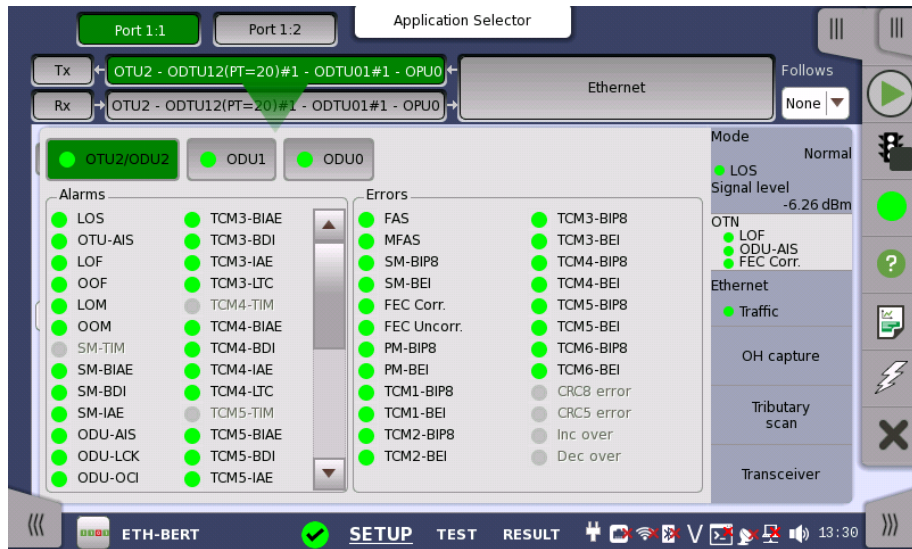 Port 1:1
Port 1:2
Application Selector
Tx
OTU2 - ODTU12(PT=20)#1 - ODTU01#1 - OPU0
Ethernet
Follows
Rx
OTU2 - ODTU12(PT=20)#1 - ODTU01#1 - OPU0
None
OTU2/ODU2
ODU1
ODU0
Alarms
LOS
OTU-AIS
LOF
OOF
LOM
OOM
SM-TIM
SM-BIAE
SM-BDI
SM-IAE
ODU-AIS
ODU-LCK
ODU-OCI
TCM3-BIAE
TCM3-BDI
TCM3-IAE
TCM3-LTC
TCM4-TIM
TCM4-BIAE
TCM4-BDI
TCM4-IAE
TCM4-LTC
TCM5-TIM
TCM5-BIAE
TCM5-BDI
TCM5-IAE
Errors
FAS
MFAS
SM-BIP8
SM-BEI
FEC Corr.
FEC Uncorr.
PM-BIP8
PM-BEI
TCM1-BIP8
TCM1-BEI
TCM2-BIP8
TCM2-BEI
TCM3-BIP8
TCM3-BEI
TCM4-BIP8
TCM4-BEI
TCM5-BIP8
TCM5-BEI
TCM6-BIP8
TCM6-BEI
CRC8 error
CRC5 error
Inc over
Dec over
Mode
Normal
LOS
Signal level
-6.26 dBm
OTN
LOF
ODU-AIS
FEC Corr.
Ethernet
Traffic
OH capture
Tributary
scan
Transceiver
ETH-BERT
SETUP
TEST
RESULT
V
13:30